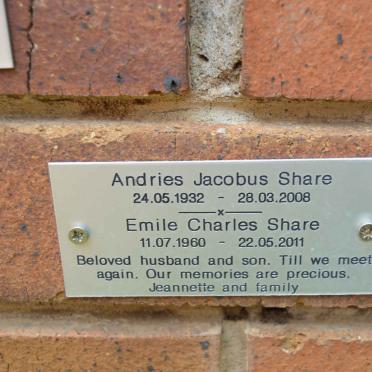 Andries Jacobus Share
24.05.1932 - 28.03.2008
x
Emile Charles Share
11.07.1960 - 22.05.2011
Beloved husband and son. Till we meet
again. Our memories are precious.
Jeannette and family